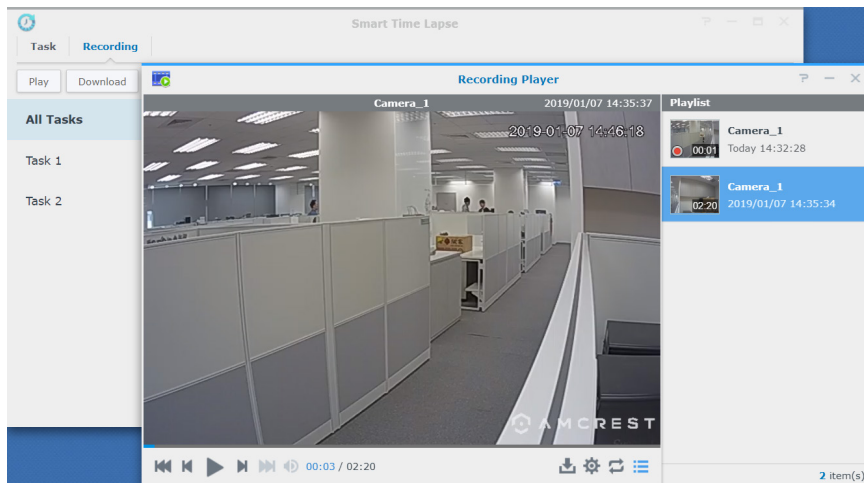 Smart Time Lapse
Task Recording
Play Download
All Tasks
Task 1
Task 2
Recording Player
Camera_1 2019/01/07 14:35:37
2019-01-07 14:46:18
AMCREST
00:03 / 02:20
Playlist
00:01
Camera_1
Today 14:32:28
02:20
Camera_1
2019/01/07 14:35:34
2 item(s)